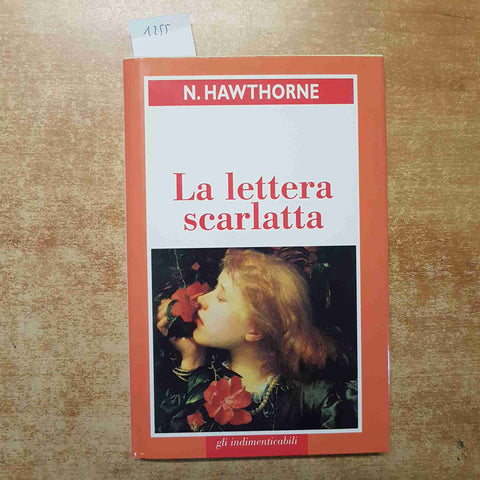 1255
N. HAWTHORNE
La lettera
scarlatta
gli indimenticabili